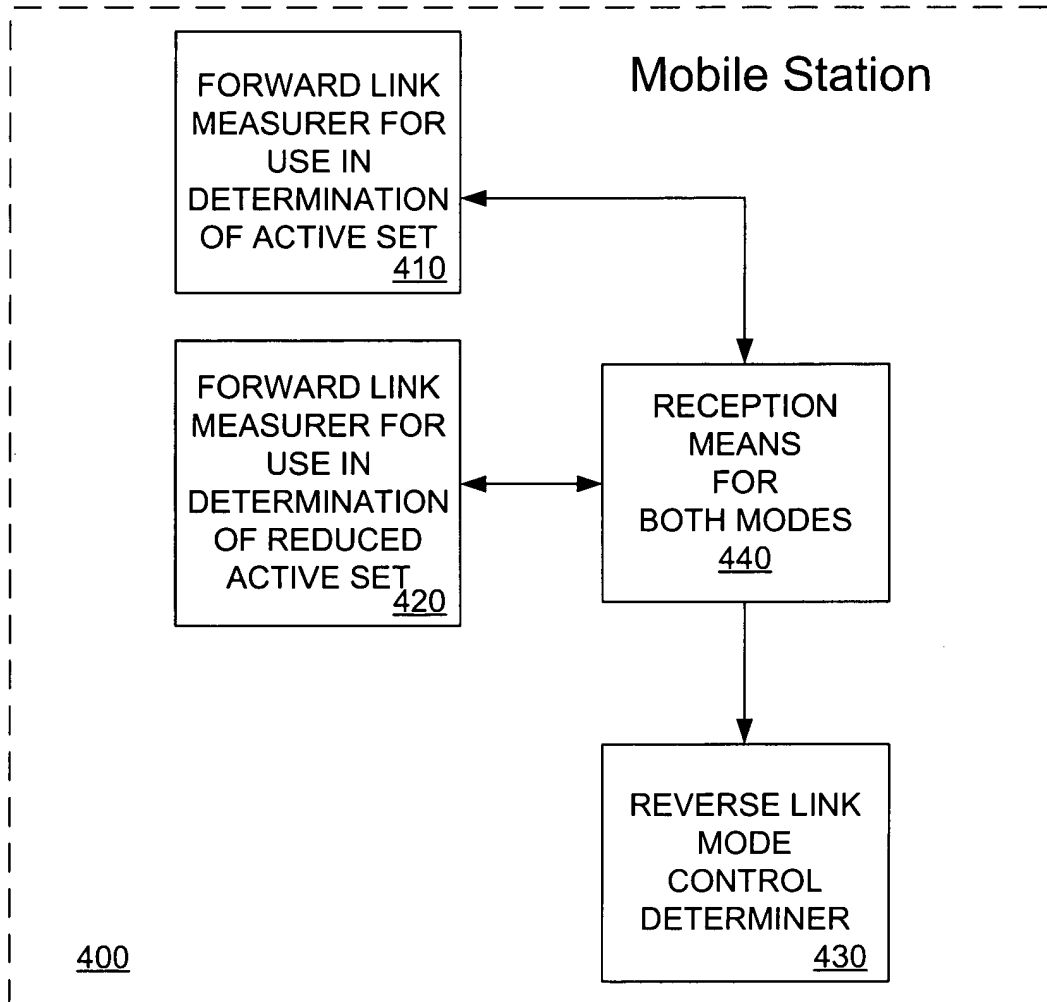 Mobile Station
FORWARD LINK
MEASURER FOR
USE IN
DETERMINATION
OF ACTIVE SET
410
FORWARD LINK
MEASURER FOR
USE IN
DETERMINATION
OF REDUCED
ACTIVE SET
420
RECEPTION
MEANS
FOR
BOTH MODES
440
REVERSE LINK
MODE
CONTROL
DETERMINER
430
400